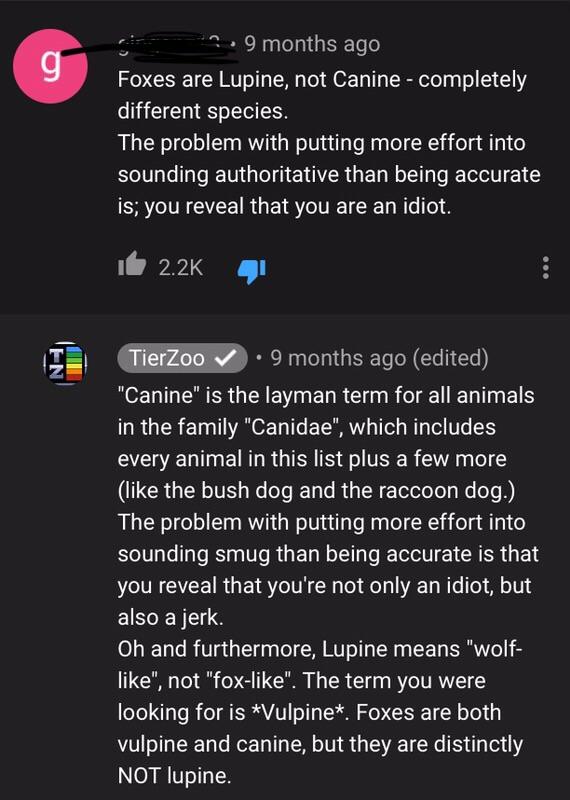 g
• 9 months ago
Foxes are Lupine, not Canine - completely
different species.
The problem with putting more effort into
sounding authoritative than being accurate
is; you reveal that you are an idiot.
2.2K
TZ
TierZoo • 9 months ago (edited)
"Canine" is the layman term for all animals
in the family "Canidae", which includes
every animal in this list plus a few more
(like the bush dog and the raccoon dog.)
The problem with putting more effort into
sounding smug than being accurate is that
you reveal that you're not only an idiot, but
also a jerk.
Oh and furthermore, Lupine means "wolf-
like", not "fox-like". The term you were
looking for is *Vulpine*. Foxes are both
vulpine and canine, but they are distinctly
NOT lupine.